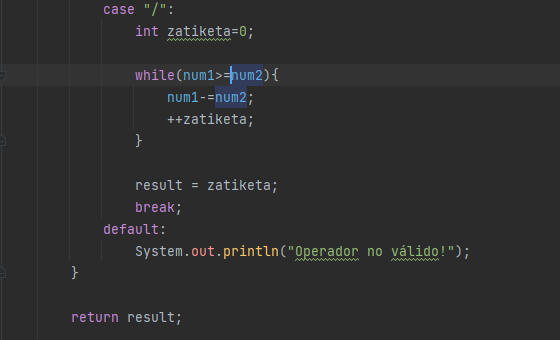 case "/":
int zatiketa=0;
while(num1>=num2){
num1-=num2;
++zatiketa;
}
result = zatiketa;
break;
default:
System.out.println("Operador no válido!");
}
return result;